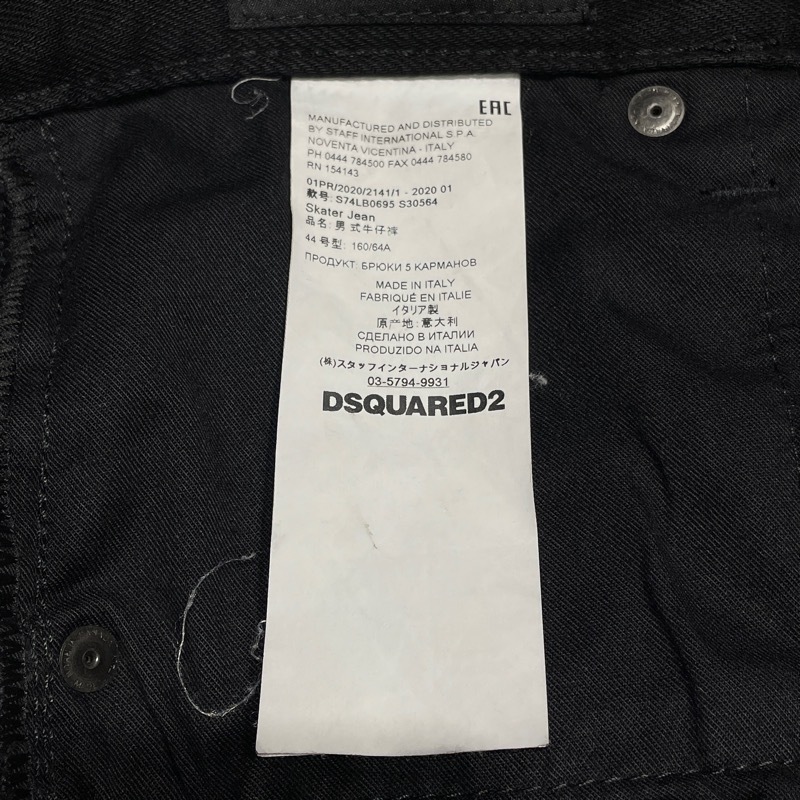 EAC
MANUFACTURED AND DISTRIBUTED
BY STAFF INTERNATIONAL S.P.A.
NOVENTA VICENTINA - ITALY
PH 0444 784500 FAX 0444 784580
RN 154143
01PR/2020/2141/1 - 2020 01
款号: S74LB0695 S30564
Skater Jean
品名: 男 式牛仔裤
44 号型: 160/64A
ПРОДУКТ: БРЮКИ 5 КАРМАНОВ
MADE IN ITALY
FABRIQUÉ EN ITALIE
イタリア製
原产地: 意大利
СДЕЛАНО В ИТАЛИИ
PRODUZIDO NA ITALIA
(株)スタッフインターナショナルジャパン
03-5794-9931
DSQUARED2